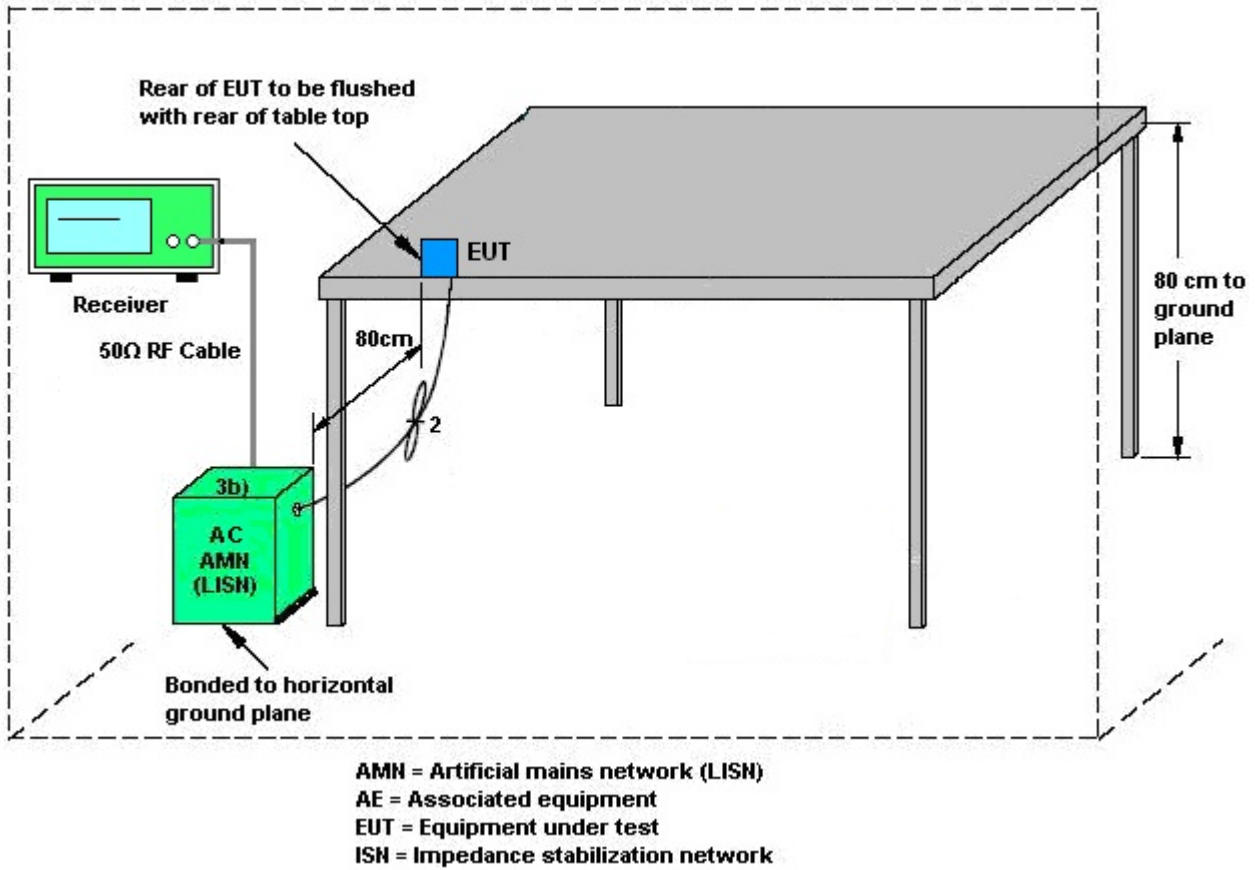 Rear of EUT to be flushed
with rear of table top
EUT
Receiver
50Ω RF Cable
80cm
80 cm to
ground
plane
2
3b)
AC
AMN
(LISN)
Bonded to horizontal
ground plane
AMN = Artificial mains network (LISN)
AE = Associated equipment
EUT = Equipment under test
ISN = Impedance stabilization network